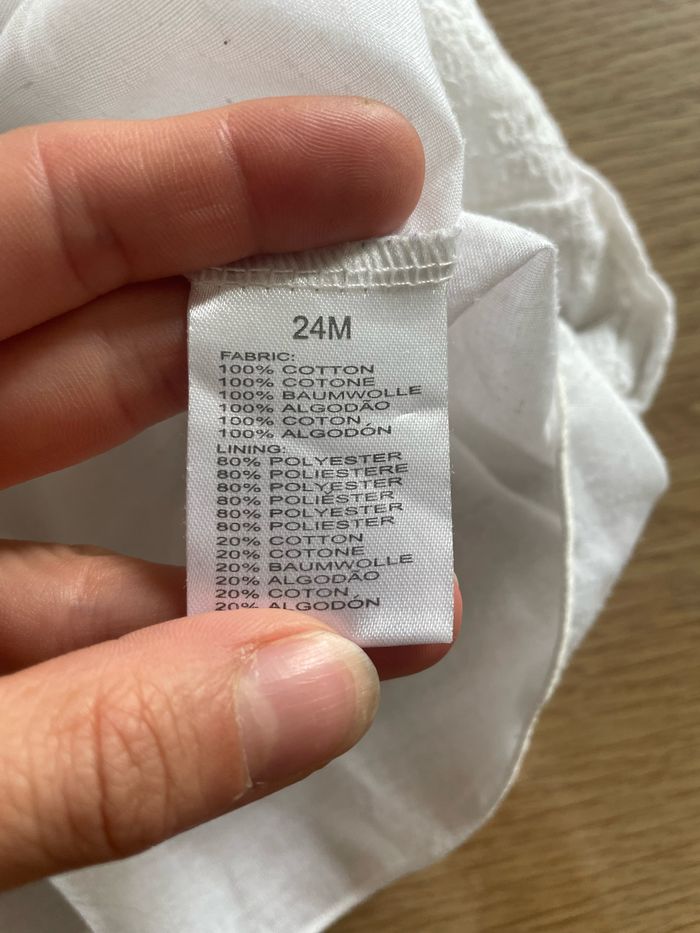 24M
FABRIC:
100% COTTON
100% COTONE
100% BAUMWOLLE
100% ALGODÃO
100% COTON
100% ALGODÓN
LINING:
80% POLYESTER
80% POLIESTERE
80% POLYESTER
80% POLIÉSTER
80% POLYESTER
80% POLIESTER
20% COTTON
20% COTONE
20% BAUMWOLLE
20% ALGODÃO
20% COTON
20% ALGODÓN